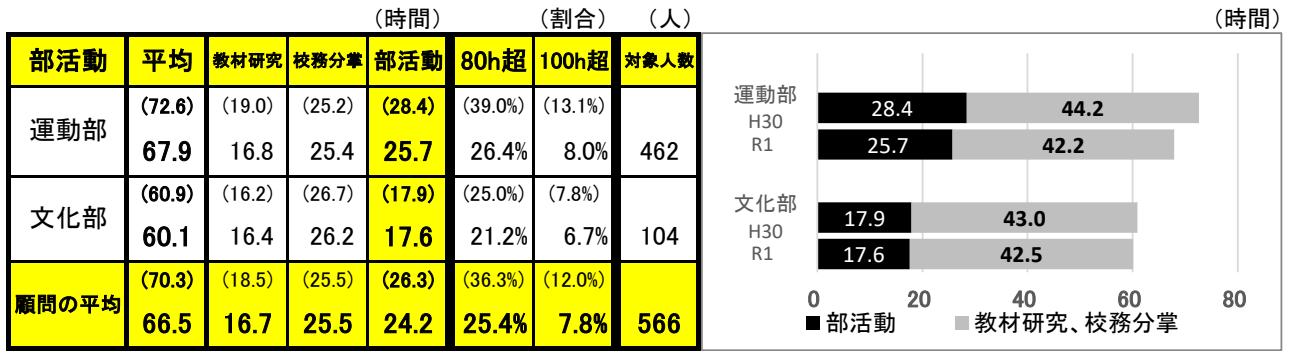 （時間） （割合） （人） （時間）
部活動 平均 教材研究 校務分掌 部活動 80h超 100h超 対象人数
運動部
(72.6) (19.0) (25.2) (28.4) (39.0%) (13.1%)
67.9 16.8 25.4 25.7 26.4% 8.0% 462
文化部
(60.9) (16.2) (26.7) (17.9) (25.0%) (7.8%)
60.1 16.4 26.2 17.6 21.2% 6.7% 104
顧問の平均
(70.3) (18.5) (25.5) (26.3) (36.3%) (12.0%)
66.5 16.7 25.5 24.2 25.4% 7.8% 566
運動部
H30 28.4 44.2
R1 25.7 42.2
文化部
H30 17.9 43.0
R1 17.6 42.5
0 20 40 60 80
部活動 教材研究、校務分掌